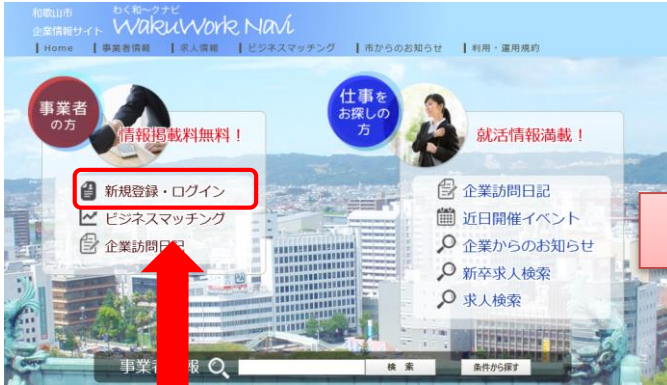 和歌山市 わく和~クナビ
企業情報サイト WakuWork Navi
Home 事業者情報 求人情報 ビジネスマッチング 市からのお知らせ 利用・運用規約
事業者
の方
情報掲載料無料！
新規登録・ログイン
ビジネスマッチング
企業訪問日記
仕事を
お探しの
方
就活情報満載！
企業訪問日記
近日開催イベント
企業からのお知らせ
新卒求人検索
求人検索
事業者 報 検 索 条件から探す